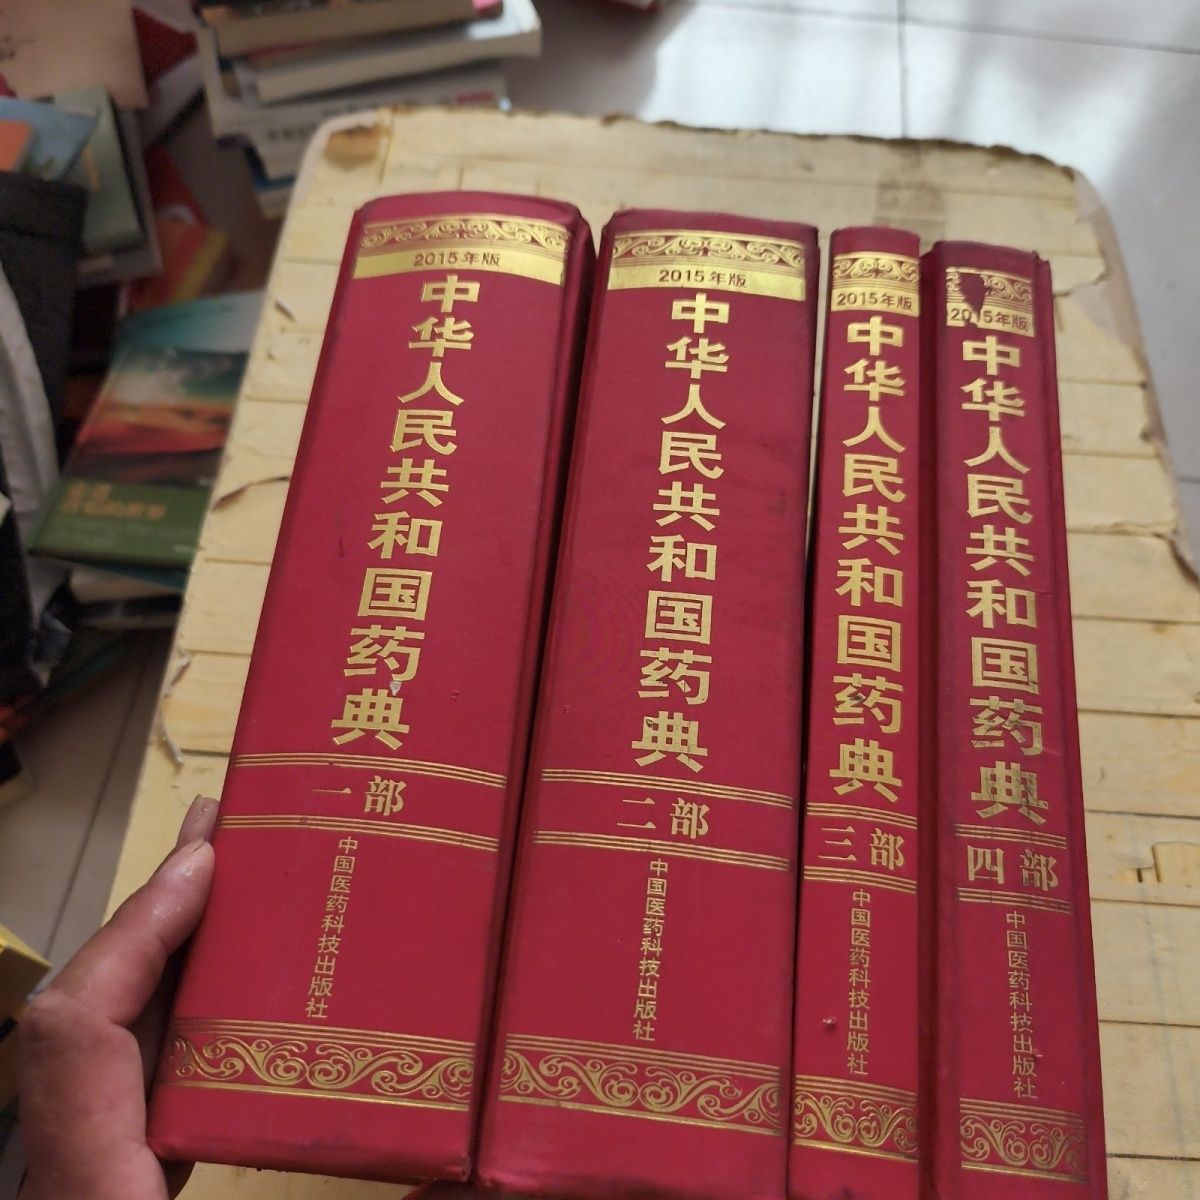 2015年版
中华人民共和国药典
一部
中国医药科技出版社
2015年版
中华人民共和国药典
二部
中国医药科技出版社
2015年版
中华人民共和国药典
三部
中国医药科技出版社
2015年版
中华人民共和国药典
四部
中国医药科技出版社